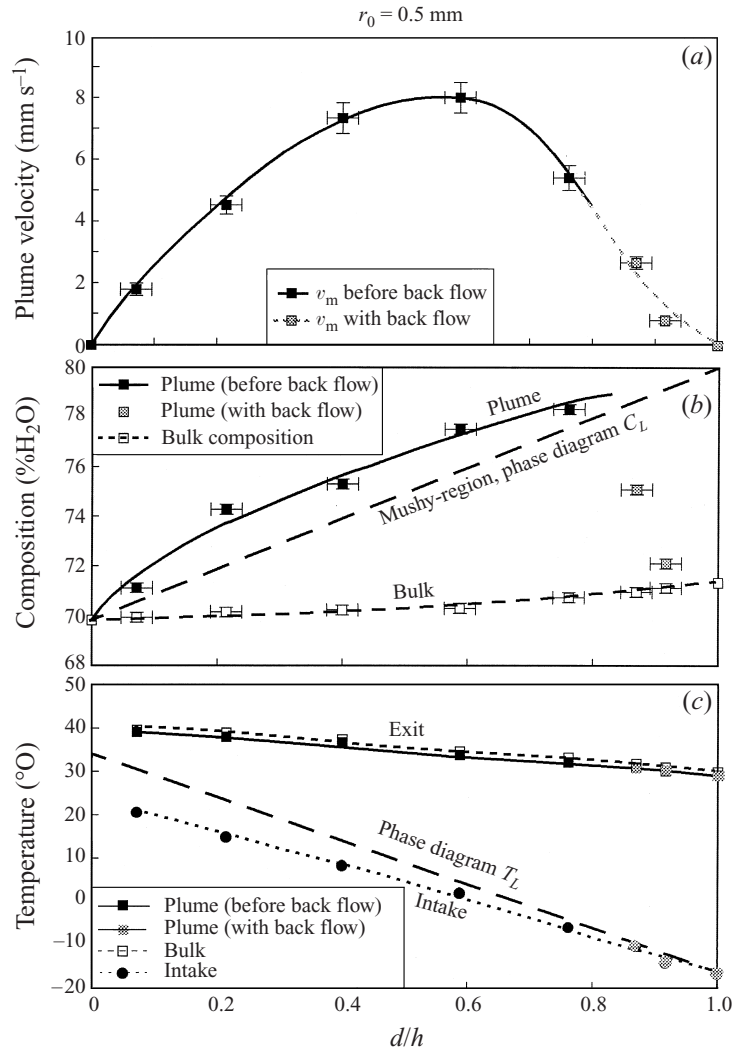 r₀ = 0.5 mm
(a)
Plume velocity (mm s⁻¹)
10
8
6
4
2
0
vₘ before back flow
vₘ with back flow
(b)
Composition (%H₂O)
80
78
76
74
72
70
68
Plume (before back flow)
Plume (with back flow)
Bulk composition
Plume
Mushy-region, phase diagram C_L
Bulk
(c)
Temperature (°O)
50
40
30
20
10
0
−10
−20
Exit
Phase diagram T_L
Intake
Plume (before back flow)
Plume (with back flow)
Bulk
Intake
0 0.2 0.4 0.6 0.8 1.0
d/h